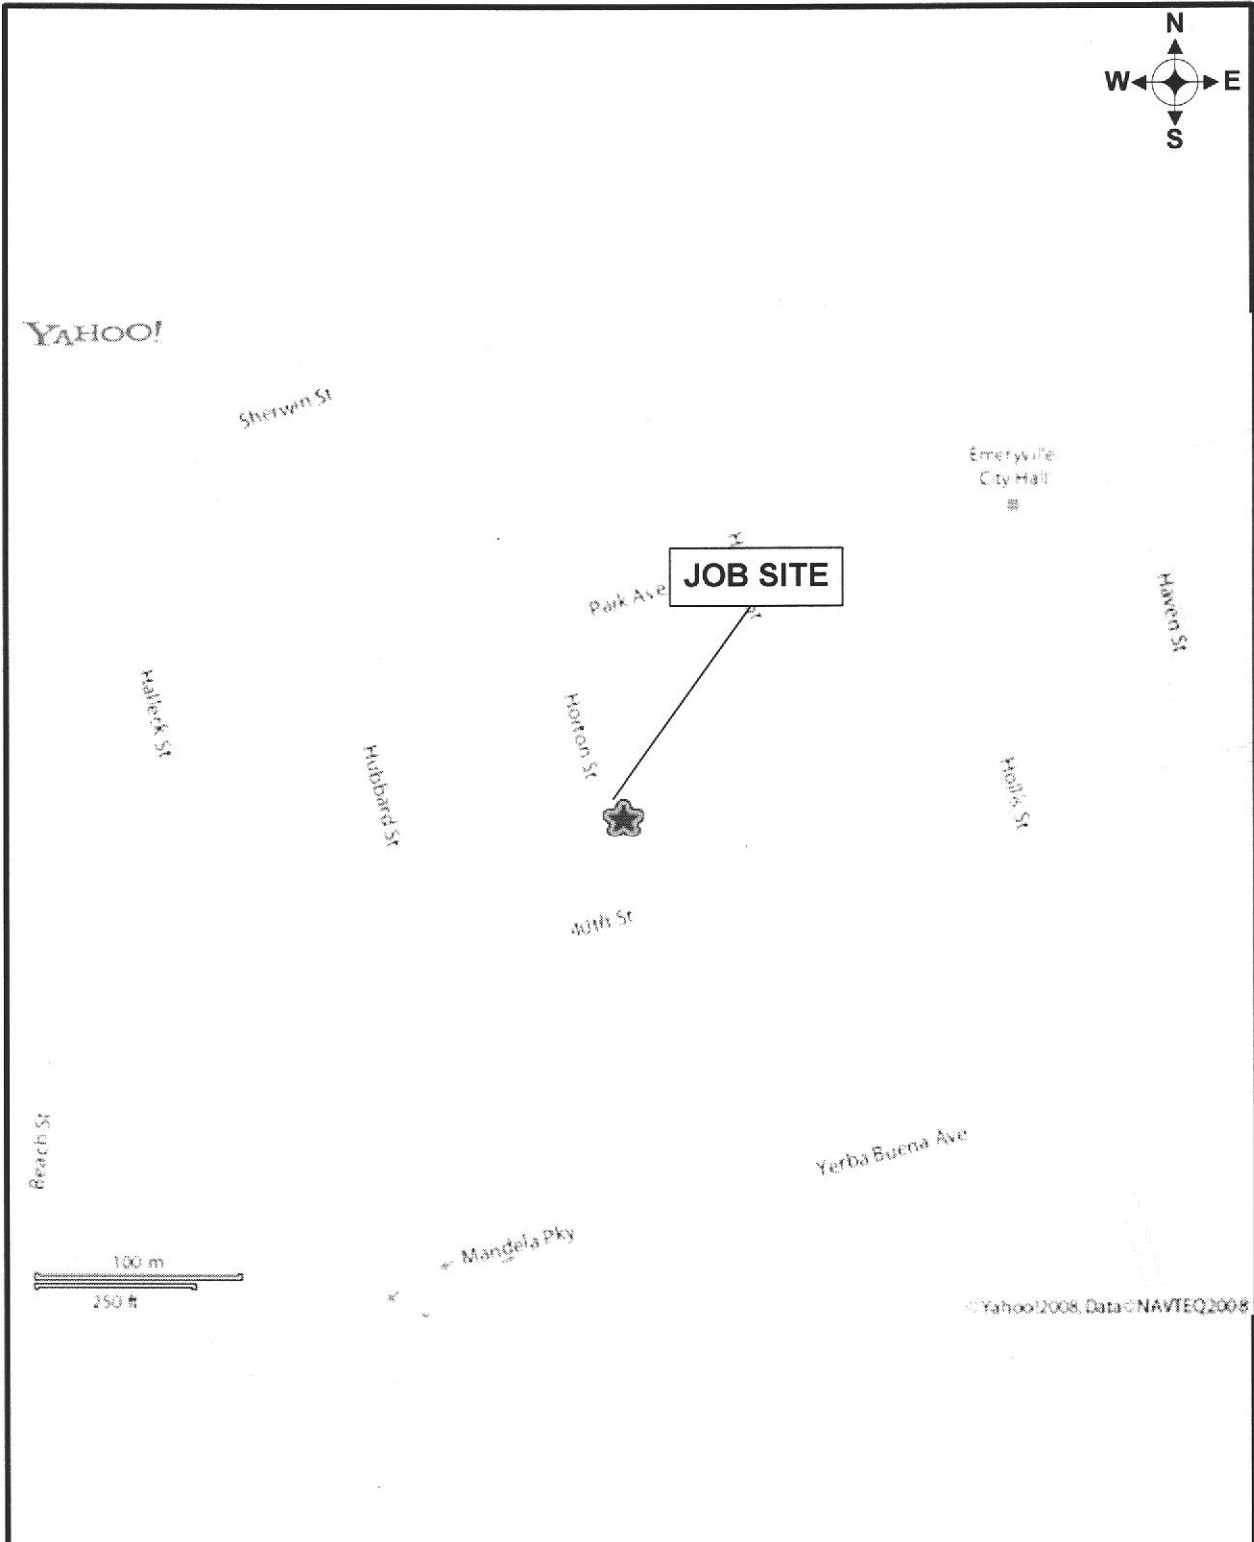 N
W E
S
YAHOO!
Sherwin St
Emeryville
City Hall
JOB SITE
Park Ave
Haven St
Halleck St
Horton St
Hubbard St
Hollis St
40th St
Beach St
Yerba Buena Ave
Mandela Pky
100 m
250 ft
©Yahoo!2008, Data©NAVTEQ2008